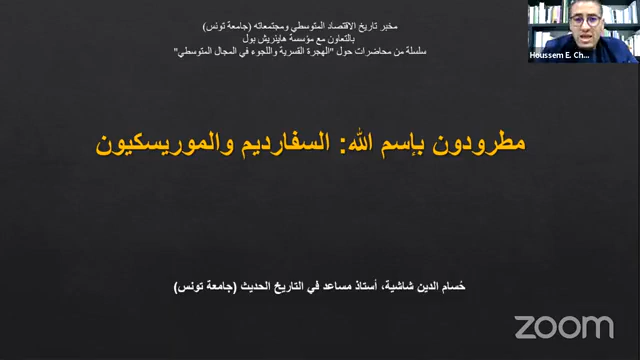 مخبر تاريخ الاقتصاد المتوسطي ومجتمعاته (جامعة تونس)
بالتعاون مع مؤسسة هاينريش بول
سلسلة من محاضرات حول "الهجرة القسرية واللجوء في المجال المتوسطي"
Houssem E. Ch...
مطرودون بإسم الله: السفارديم والموريسكيون
حُسام الدين شاشية، أستاذ مساعد في التاريخ الحديث (جامعة تونس)
zoom